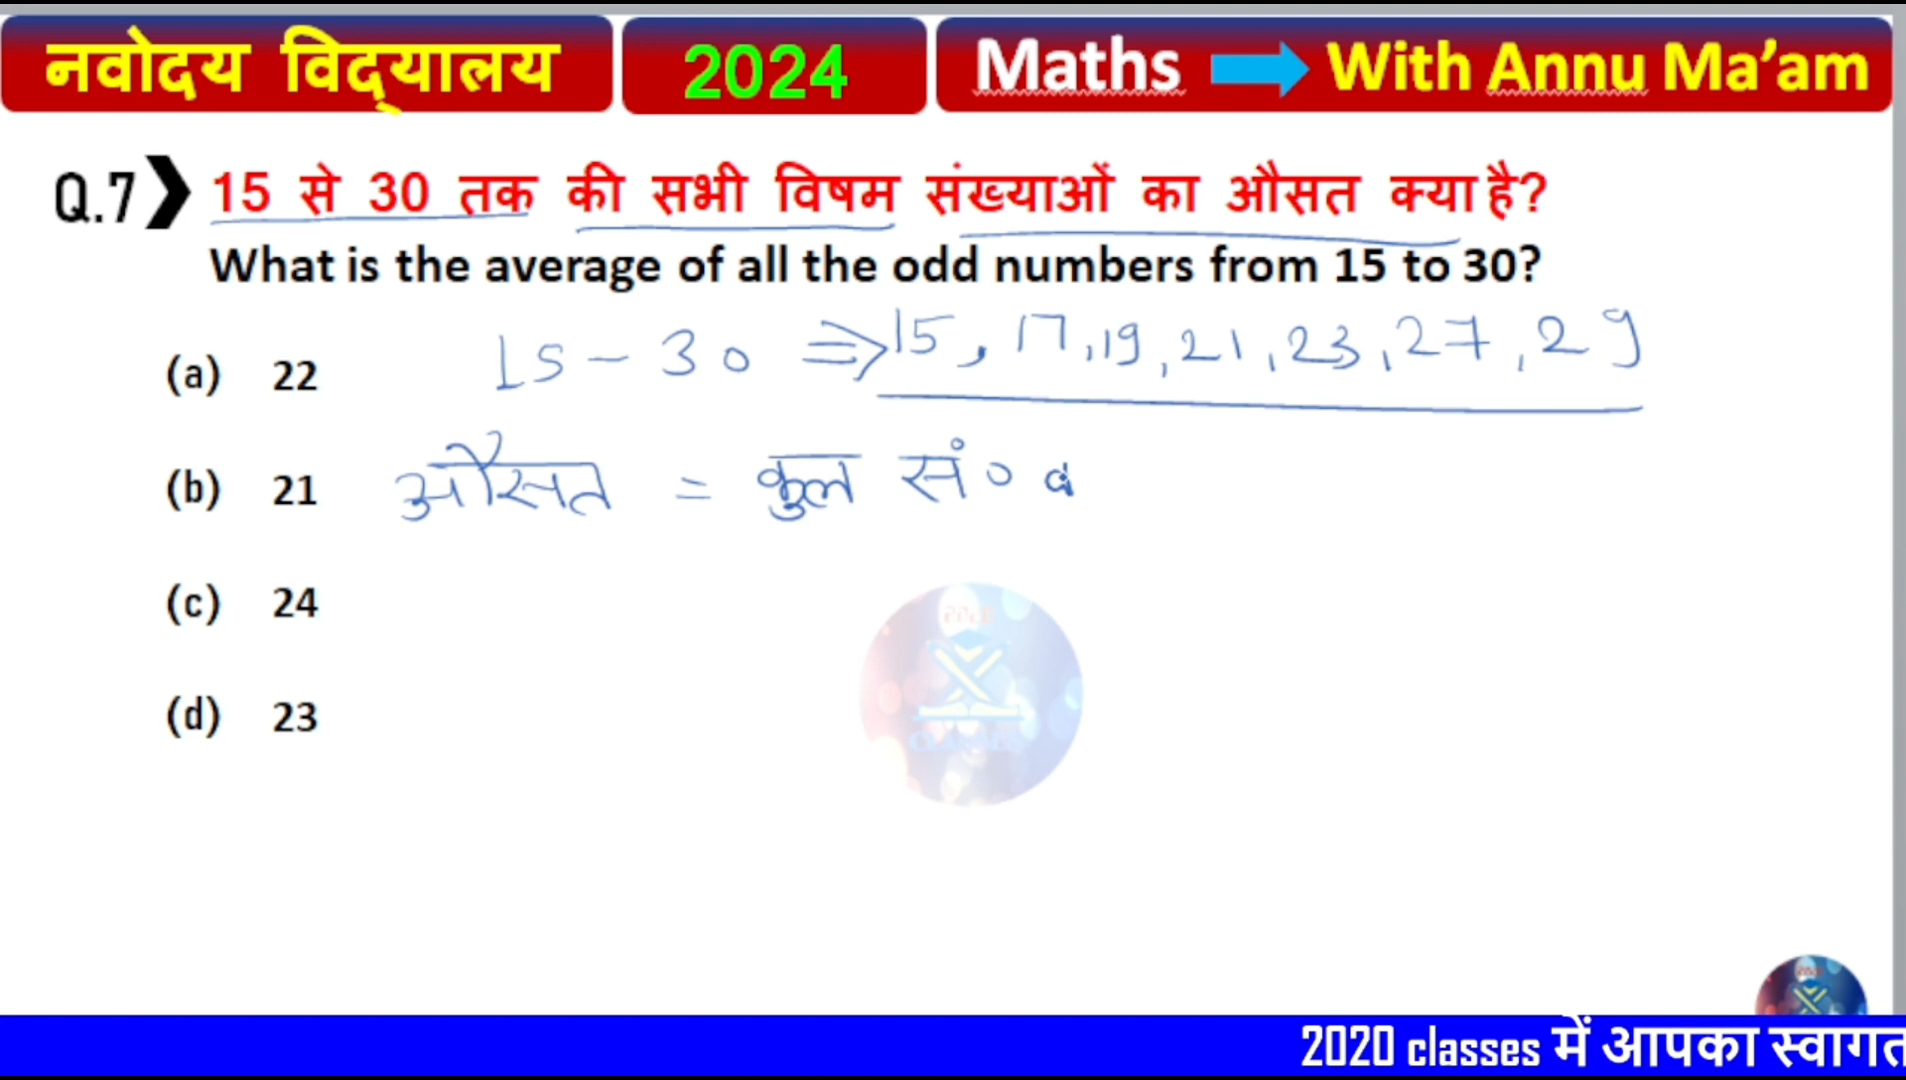 नवोदय विद्यालय 2024 Maths With Annu Ma’am
Q.7 15 से 30 तक की सभी विषम संख्याओं का औसत क्या है?
What is the average of all the odd numbers from 15 to 30?
15 - 30 ⇒ 15, 17, 19, 21, 23, 27, 29
(a) 22
(b) 21
औसत = कुल सं०
(c) 24
(d) 23
2020 classes में आपका स्वागत